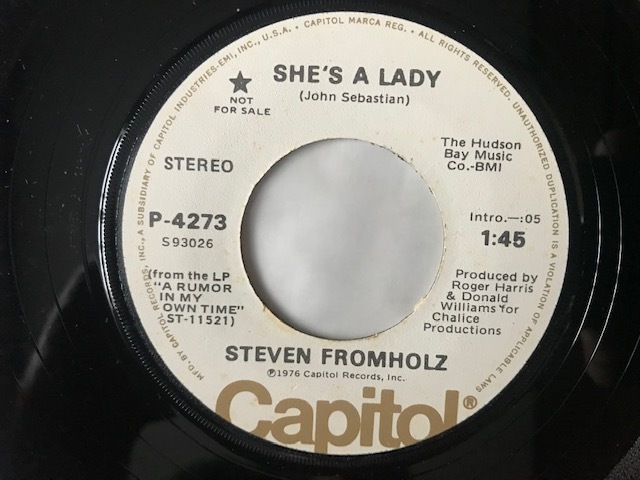 MFD. BY CAPITOL RECORDS, INC., A SUBSIDIARY OF CAPITOL INDUSTRIES-EMI, INC., U.S.A. • CAPITOL MARCA REG. • ALL RIGHTS RESERVED. UNAUTHORIZED DUPLICATION IS A VIOLATION OF APPLICABLE LAWS
★ SHE'S A LADY
NOT
FOR SALE
(John Sebastian)
STEREO
The Hudson
Bay Music
Co.-BMI
P-4273
S93026
Intro.—:05
1:45
(from the LP
"A RUMOR
IN MY
OWN TIME"
ST-11521)
Produced by
Roger Harris
& Donald
Williams for
Chalice
Productions
STEVEN FROMHOLZ
℗1976 Capitol Records, Inc.
Capitol®